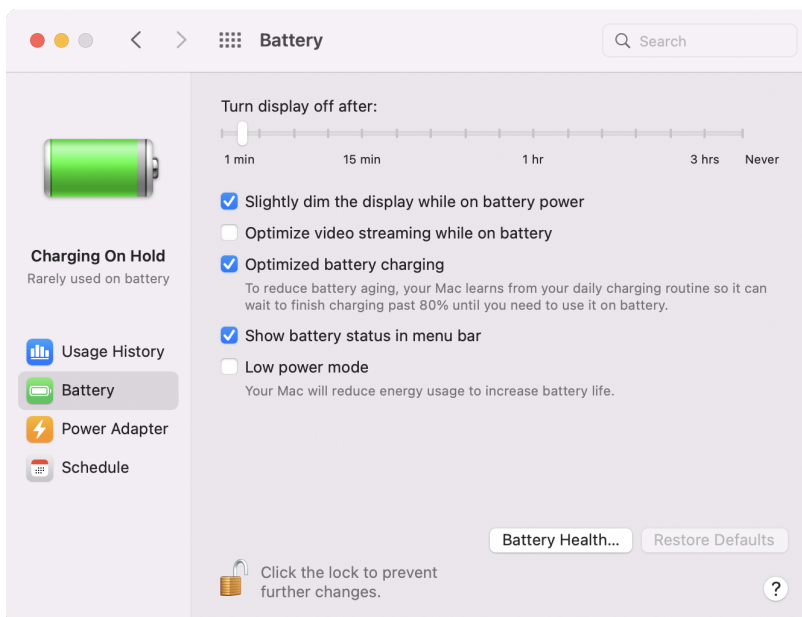 Battery
Search
Charging On Hold
Rarely used on battery
Usage History
Battery
Power Adapter
Schedule
Turn display off after:
1 min 15 min 1 hr 3 hrs Never
Slightly dim the display while on battery power
Optimize video streaming while on battery
Optimized battery charging
To reduce battery aging, your Mac learns from your daily charging routine so it can
wait to finish charging past 80% until you need to use it on battery.
Show battery status in menu bar
Low power mode
Your Mac will reduce energy usage to increase battery life.
Battery Health... Restore Defaults
Click the lock to prevent
further changes.
?